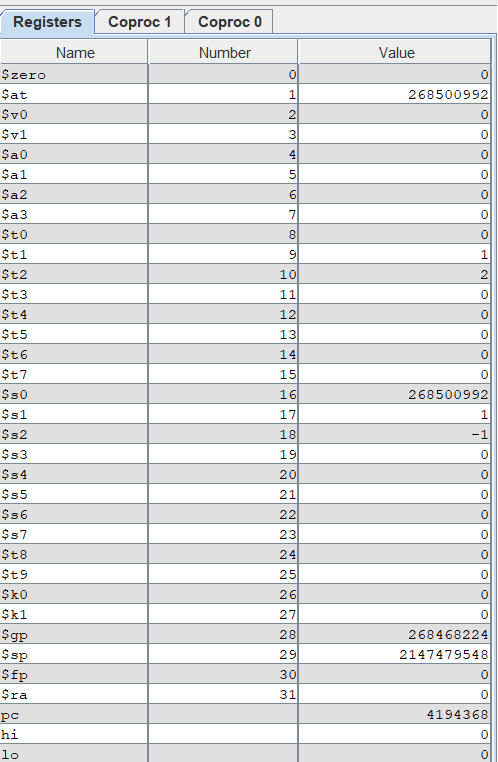 Registers Coproc 1 Coproc 0
Name Number Value
$zero 0 0
$at 1 268500992
$v0 2 0
$v1 3 0
$a0 4 0
$a1 5 0
$a2 6 0
$a3 7 0
$t0 8 0
$t1 9 1
$t2 10 2
$t3 11 0
$t4 12 0
$t5 13 0
$t6 14 0
$t7 15 0
$s0 16 268500992
$s1 17 1
$s2 18 -1
$s3 19 0
$s4 20 0
$s5 21 0
$s6 22 0
$s7 23 0
$t8 24 0
$t9 25 0
$k0 26 0
$k1 27 0
$gp 28 268468224
$sp 29 2147479548
$fp 30 0
$ra 31 0
pc 4194368
hi 0
lo 0